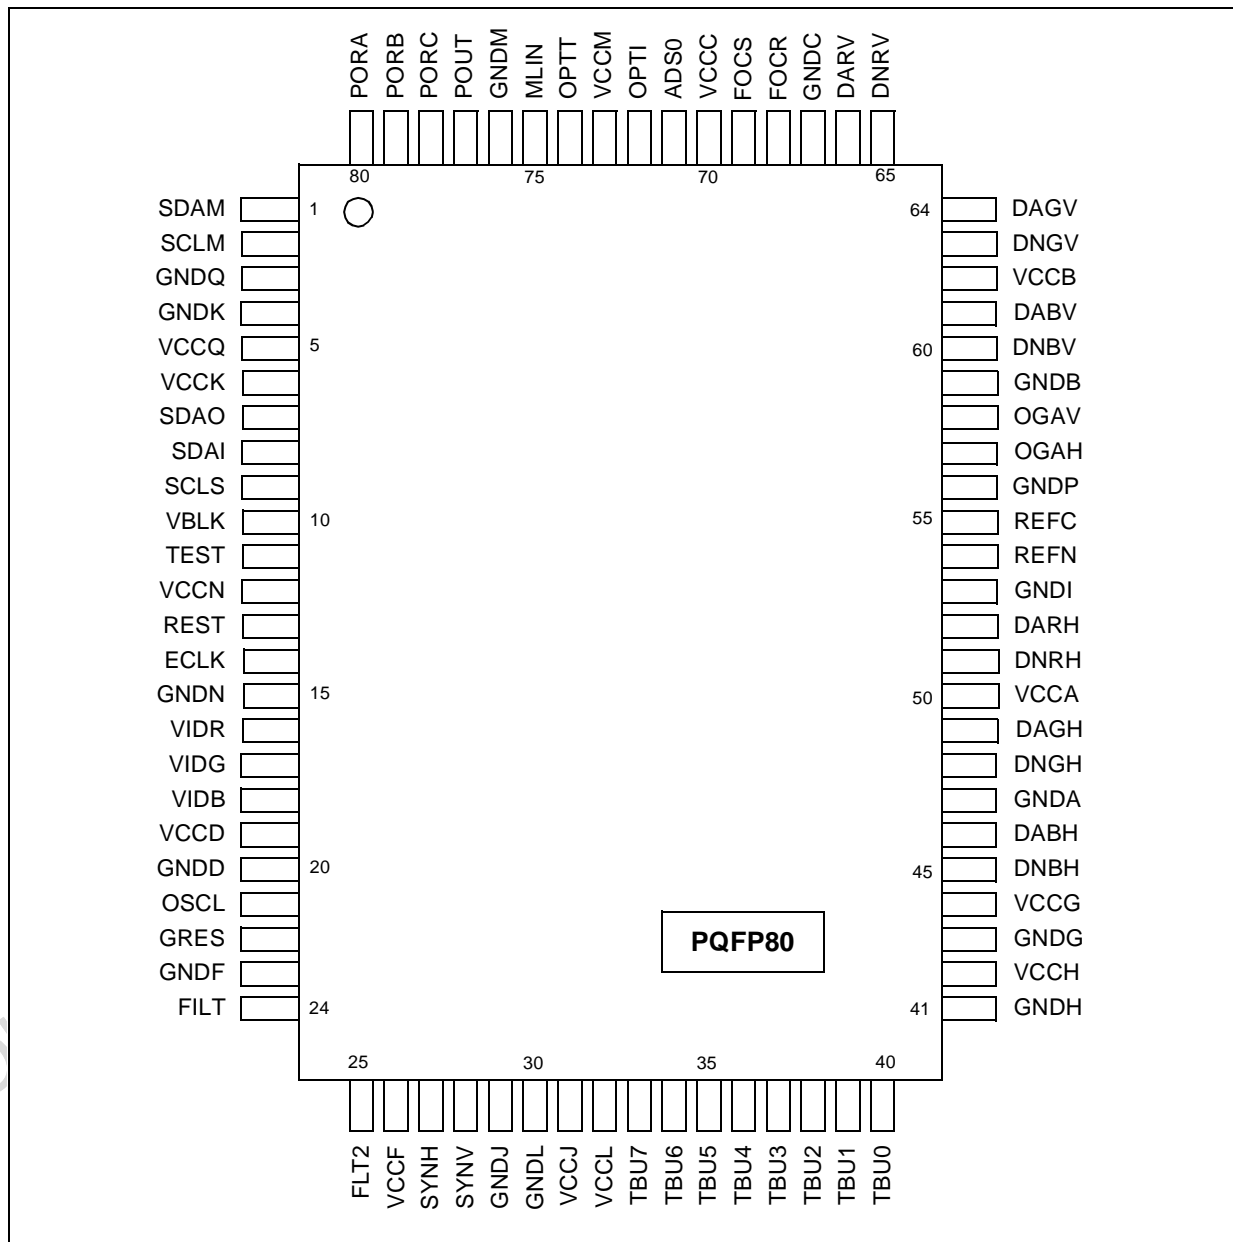 PORA PORB PORC POUT GNDM MLIN OPTT VCCM OPTI ADS0 VCCC FOCS FOCR GNDC DARV DNRV
80 75 70 65
SDAM 1 64 DAGV
SCLM DNGV
GNDQ VCCB
GNDK DABV
VCCQ 5 60 DNBV
VCCK GNDB
SDAO OGAV
SDAI OGAH
SCLS GNDP
VBLK 10 55 REFC
TEST REFN
VCCN GNDI
REST DARH
ECLK DNRH
GNDN 15 50 VCCA
VIDR DAGH
VIDG DNGH
VIDB GNDA
VCCD DABH
GNDD 20 45 DNBH
OSCL VCCG
GRES PQFP80 GNDG
GNDF VCCH
FILT 24 41 GNDH
25 30 35 40
FLT2 VCCF SYNH SYNV GNDJ GNDL VCCJ VCCL TBU7 TBU6 TBU5 TBU4 TBU3 TBU2 TBU1 TBU0